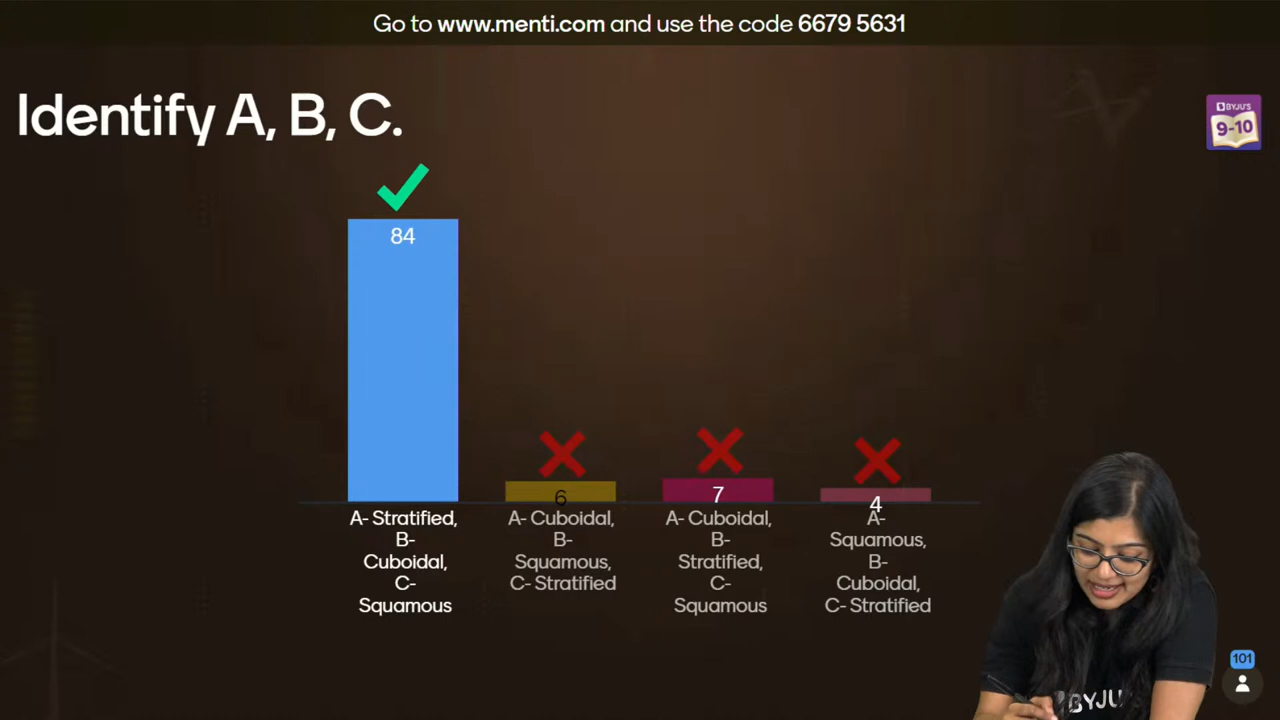 Go to www.menti.com and use the code 6679 5631
Identify A, B, C.
BYJU'S
9-10
84
6
7
4
A- Stratified,
B-
Cuboidal,
C-
Squamous
A- Cuboidal,
B-
Squamous,
C- Stratified
A- Cuboidal,
B-
Stratified,
C-
Squamous
A-
Squamous,
B-
Cuboidal,
C- Stratified
101
BYJU